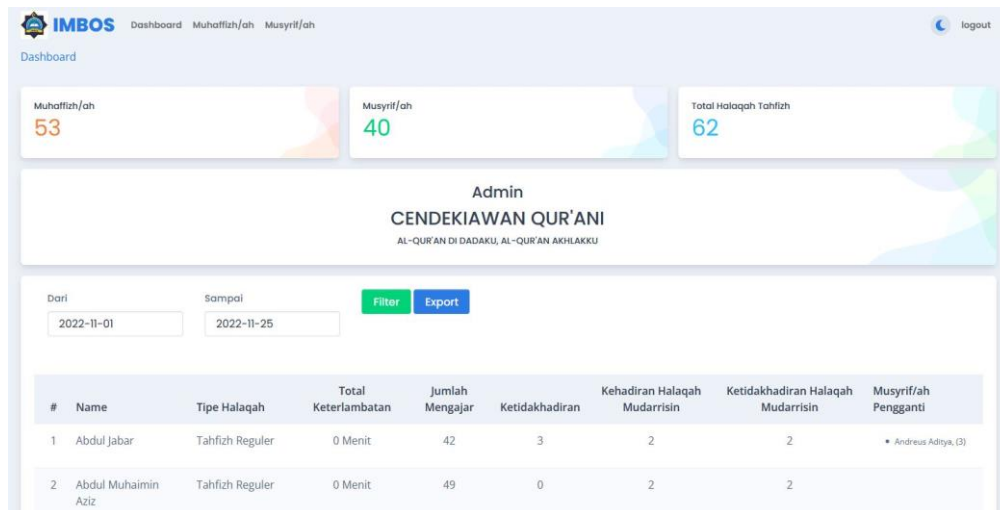 IMBOS Dashboard Muhaffizh/ah Musyrif/ah logout
Dashboard
Muhaffizh/ah
53
Musyrif/ah
40
Total Halaqah Tahfizh
62
Admin
CENDEKIAWAN QUR'ANI
AL-QUR'AN DI DADAKU, AL-QUR'AN AKHLAKKU
Dari
2022-11-01
Sampai
2022-11-25
Filter Export
# Name Tipe Halaqah Total Keterlambatan Jumlah Mengajar Ketidakhadiran Kehadiran Halaqah Mudarrisin Ketidakhadiran Halaqah Mudarrisin Musyrif/ah Pengganti
1 Abdul Jabar Tahfizh Reguler 0 Menit 42 3 2 2 • Andreus Aditya, (3)
2 Abdul Muhaimin Aziz Tahfizh Reguler 0 Menit 49 0 2 2